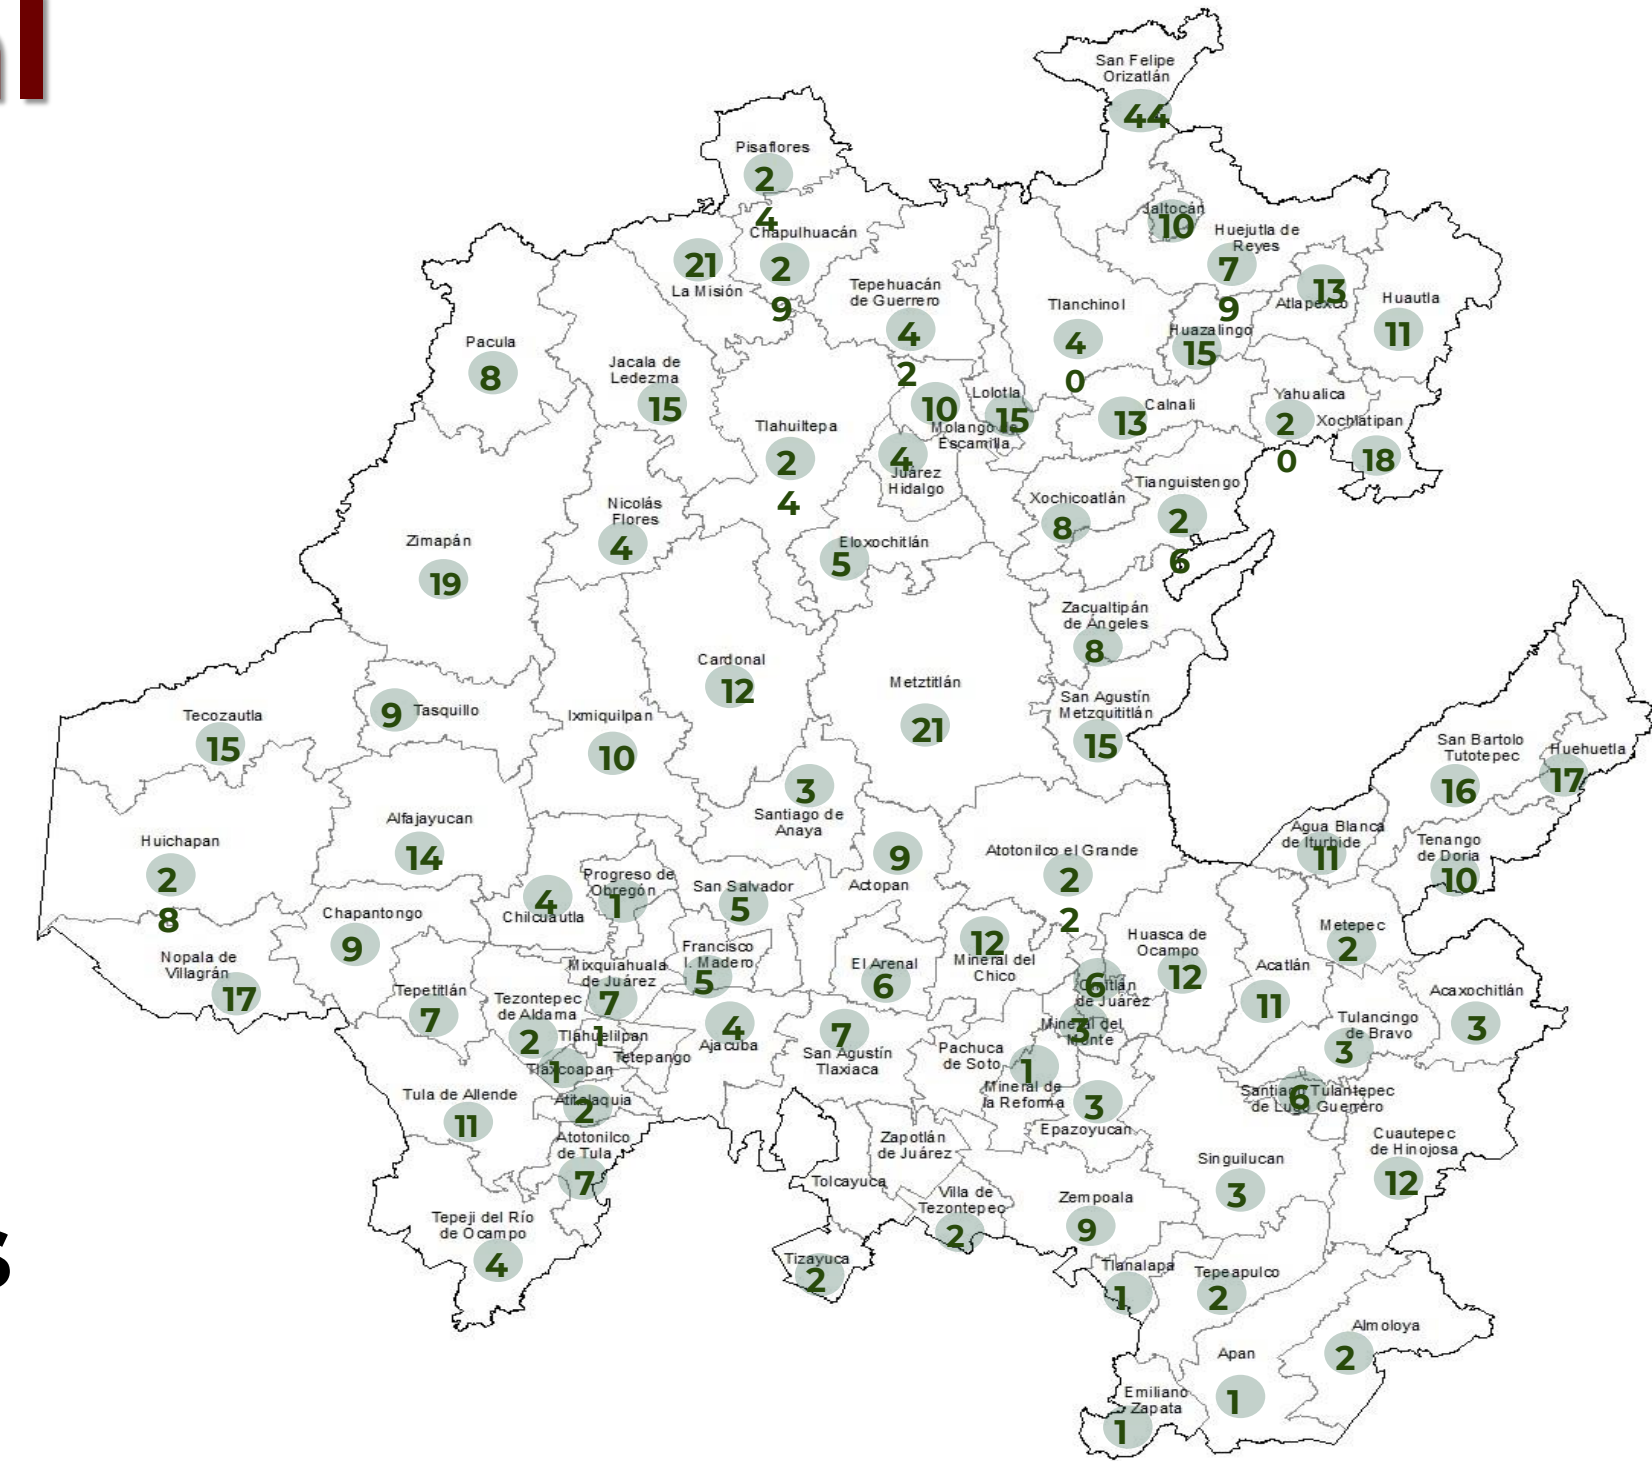 l
San Felipe
Orizatlán
44
Pisaflores
2
4
Chapulhuacán
2
9
21
La Misión
Jaltocán
10
Huejutla de
Reyes
7
9
13
Atlapexco
Huautla
11
Tepehuacán
de Guerrero
4
2
Tlanchinol
4
0
Huazalingo
15
Pacula
8
Jacala de
Ledezma
15
10
Molango de
Escamilla
Lolotla
15
Calnali
13
Yahualica
2
0
Xochiatipan
18
Tlahuiltepa
2
4
4
Juárez
Hidalgo
Xochicoatlán
8
Tianguistengo
2
6
Nicolás
Flores
4
Zimapán
19
Eloxochitlán
5
Zacualtipán
de Ángeles
8
Cardonal
12
Metztitlán
21
San Agustín
Metzquititlán
15
Tecozautla
15
9
Tasquillo
Ixmiquilpan
10
San Bartolo
Tutotepec
16
Huehuetla
17
3
Santiago de
Anaya
Huichapan
2
8
Alfajayucan
14
9
Actopan
Atotonilco el Grande
2
2
Agua Blanca
de Iturbide
11
Tenango
de Doria
10
4
Chilcuautla
Progreso de
Obregón
1
San Salvador
5
Chapantongo
9
Nopala de
Villagrán
17
Francisco
I. Madero
5
El Arenal
6
12
Mineral del
Chico
Huasca de
Ocampo
12
Metepec
2
Acatlán
11
Acaxochitlán
3
Tepetitlán
7
Tezontepec
de Aldama
2
Mixquiahuala
de Juárez
7
Tlahuelilpan
1
4
Ajacuba
7
San Agustín
Tlaxiaca
6
Omitlán
de Juárez
Mineral del
Monte
3
Tulancingo
de Bravo
3
Tlaxcoapan
1
Tetepango
Pachuca
de Soto
1
Mineral de
la Reforma
3
Epazoyucan
Santiago Tulantepec
de Lugo Guerrero
6
Tula de Allende
11
Atitalaquia
2
Atotonilco
de Tula
7
Zapotlán
de Juárez
Tolcayuca
Singuilucan
3
Cuautepec
de Hinojosa
12
Tepeji del Río
de Ocampo
4
Villa de
Tezontepec
2
Zempoala
9
S
Tizayuca
2
Tlanalapa
1
Tepeapulco
2
Almoloya
2
Apan
1
Emiliano
Zapata
1